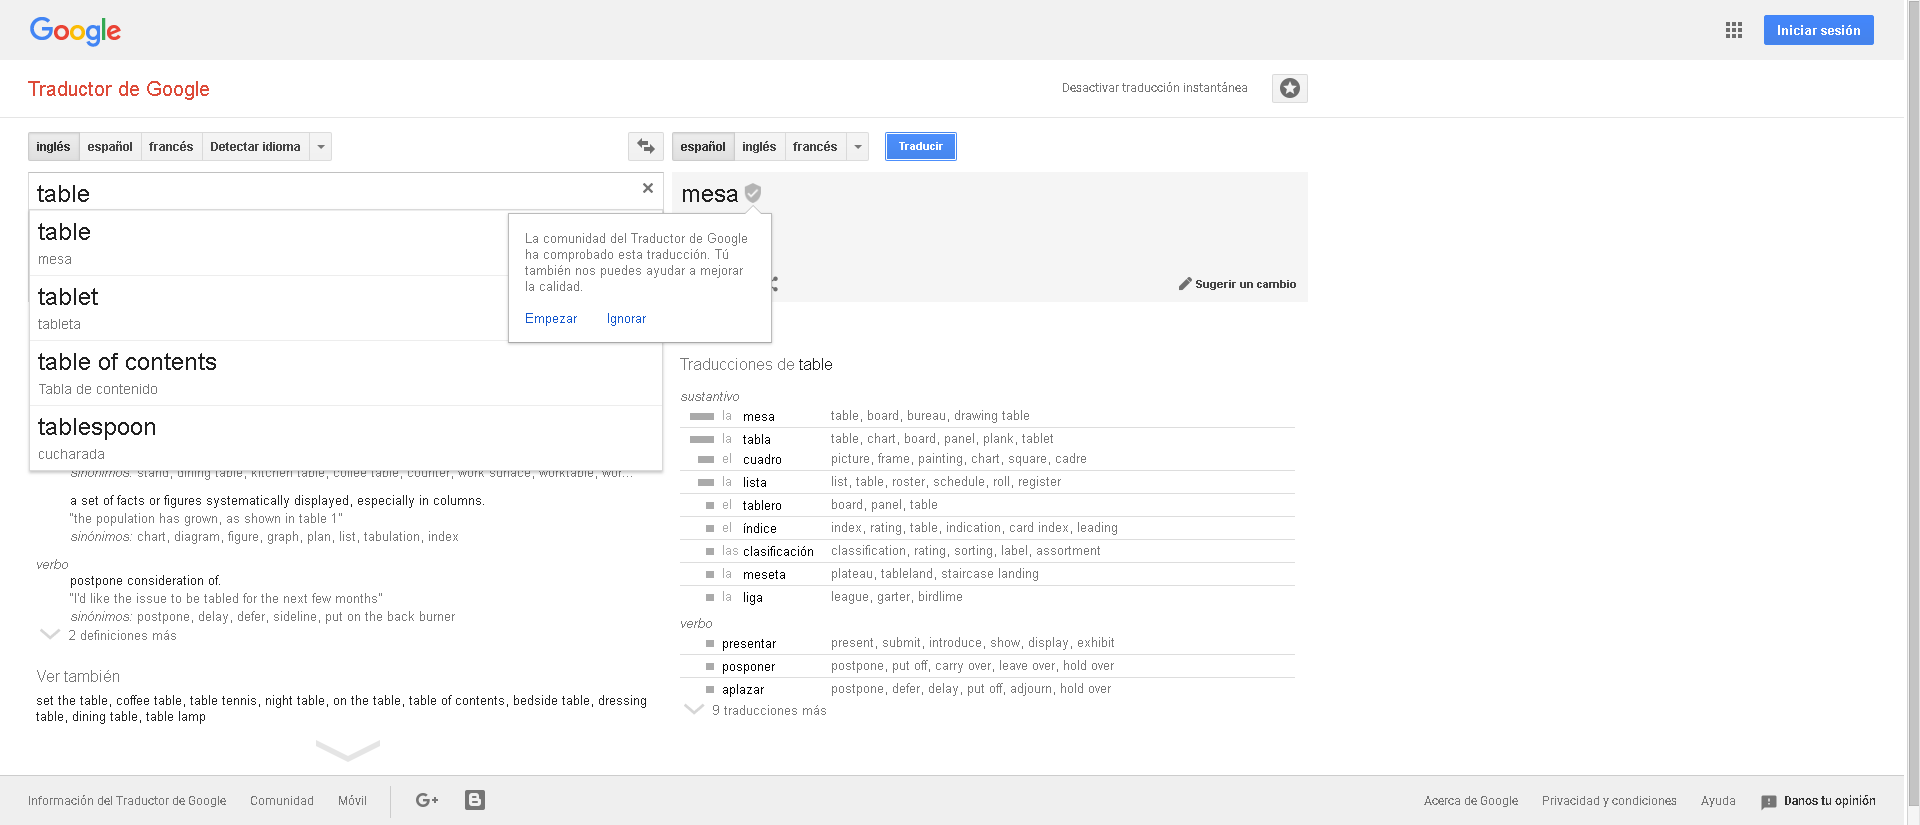 Google
Iniciar sesión
Traductor de Google
Desactivar traducción instantánea
inglés español francés Detectar idioma
español inglés francés Traducir
table
mesa
table
mesa
tablet
tableta
table of contents
Tabla de contenido
tablespoon
cucharada
La comunidad del Traductor de Google
ha comprobado esta traducción. Tú
también nos puedes ayudar a mejorar
la calidad.
Empezar Ignorar
Sugerir un cambio
sinónimos: stand, dining table, kitchen table, coffee table, counter, work surface, worktable, wor...
a set of facts or figures systematically displayed, especially in columns.
"the population has grown, as shown in table 1"
sinónimos: chart, diagram, figure, graph, plan, list, tabulation, index
verbo
postpone consideration of.
"I'd like the issue to be tabled for the next few months"
sinónimos: postpone, delay, defer, sideline, put on the back burner
2 definiciones más
Ver también
set the table, coffee table, table tennis, night table, on the table, table of contents, bedside table, dressing
table, dining table, table lamp
Traducciones de table
sustantivo
la mesa table, board, bureau, drawing table
la tabla table, chart, board, panel, plank, tablet
el cuadro picture, frame, painting, chart, square, cadre
la lista list, table, roster, schedule, roll, register
el tablero board, panel, table
el índice index, rating, table, indication, card index, leading
las clasificación classification, rating, sorting, label, assortment
la meseta plateau, tableland, staircase landing
la liga league, garter, birdlime
verbo
presentar present, submit, introduce, show, display, exhibit
posponer postpone, put off, carry over, leave over, hold over
aplazar postpone, defer, delay, put off, adjourn, hold over
9 traducciones más
Información del Traductor de Google Comunidad Móvil G+ B
Acerca de Google Privacidad y condiciones Ayuda Danos tu opinión